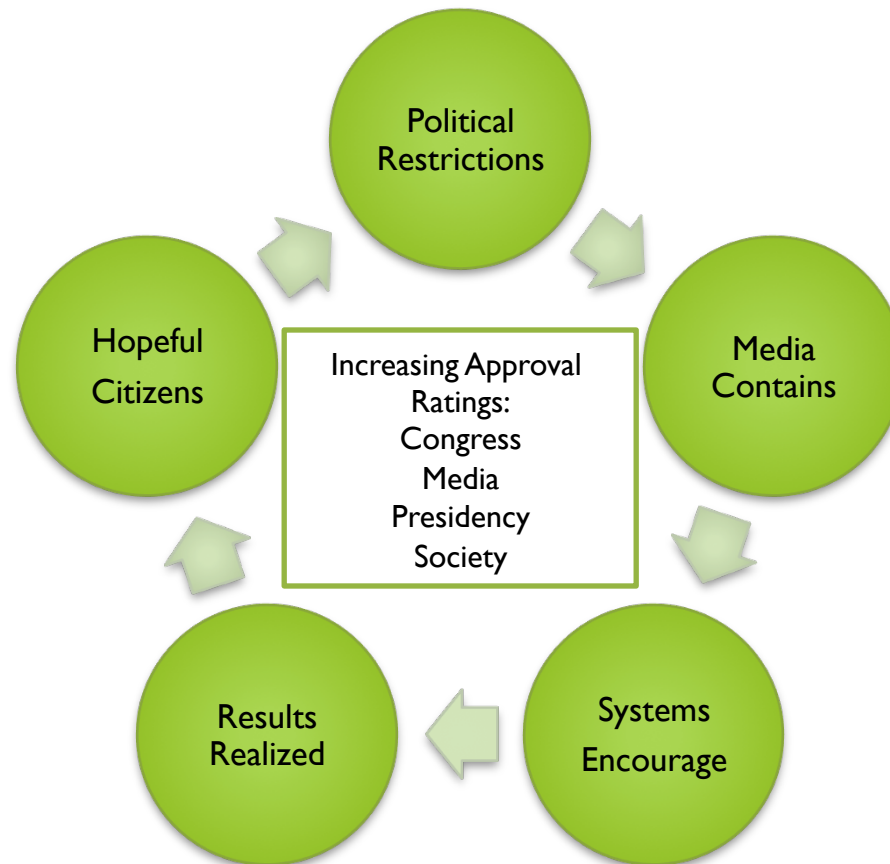 Political
Restrictions
Media
Contains
Systems
Encourage
Results
Realized
Hopeful
Citizens
Increasing Approval
Ratings:
Congress
Media
Presidency
Society